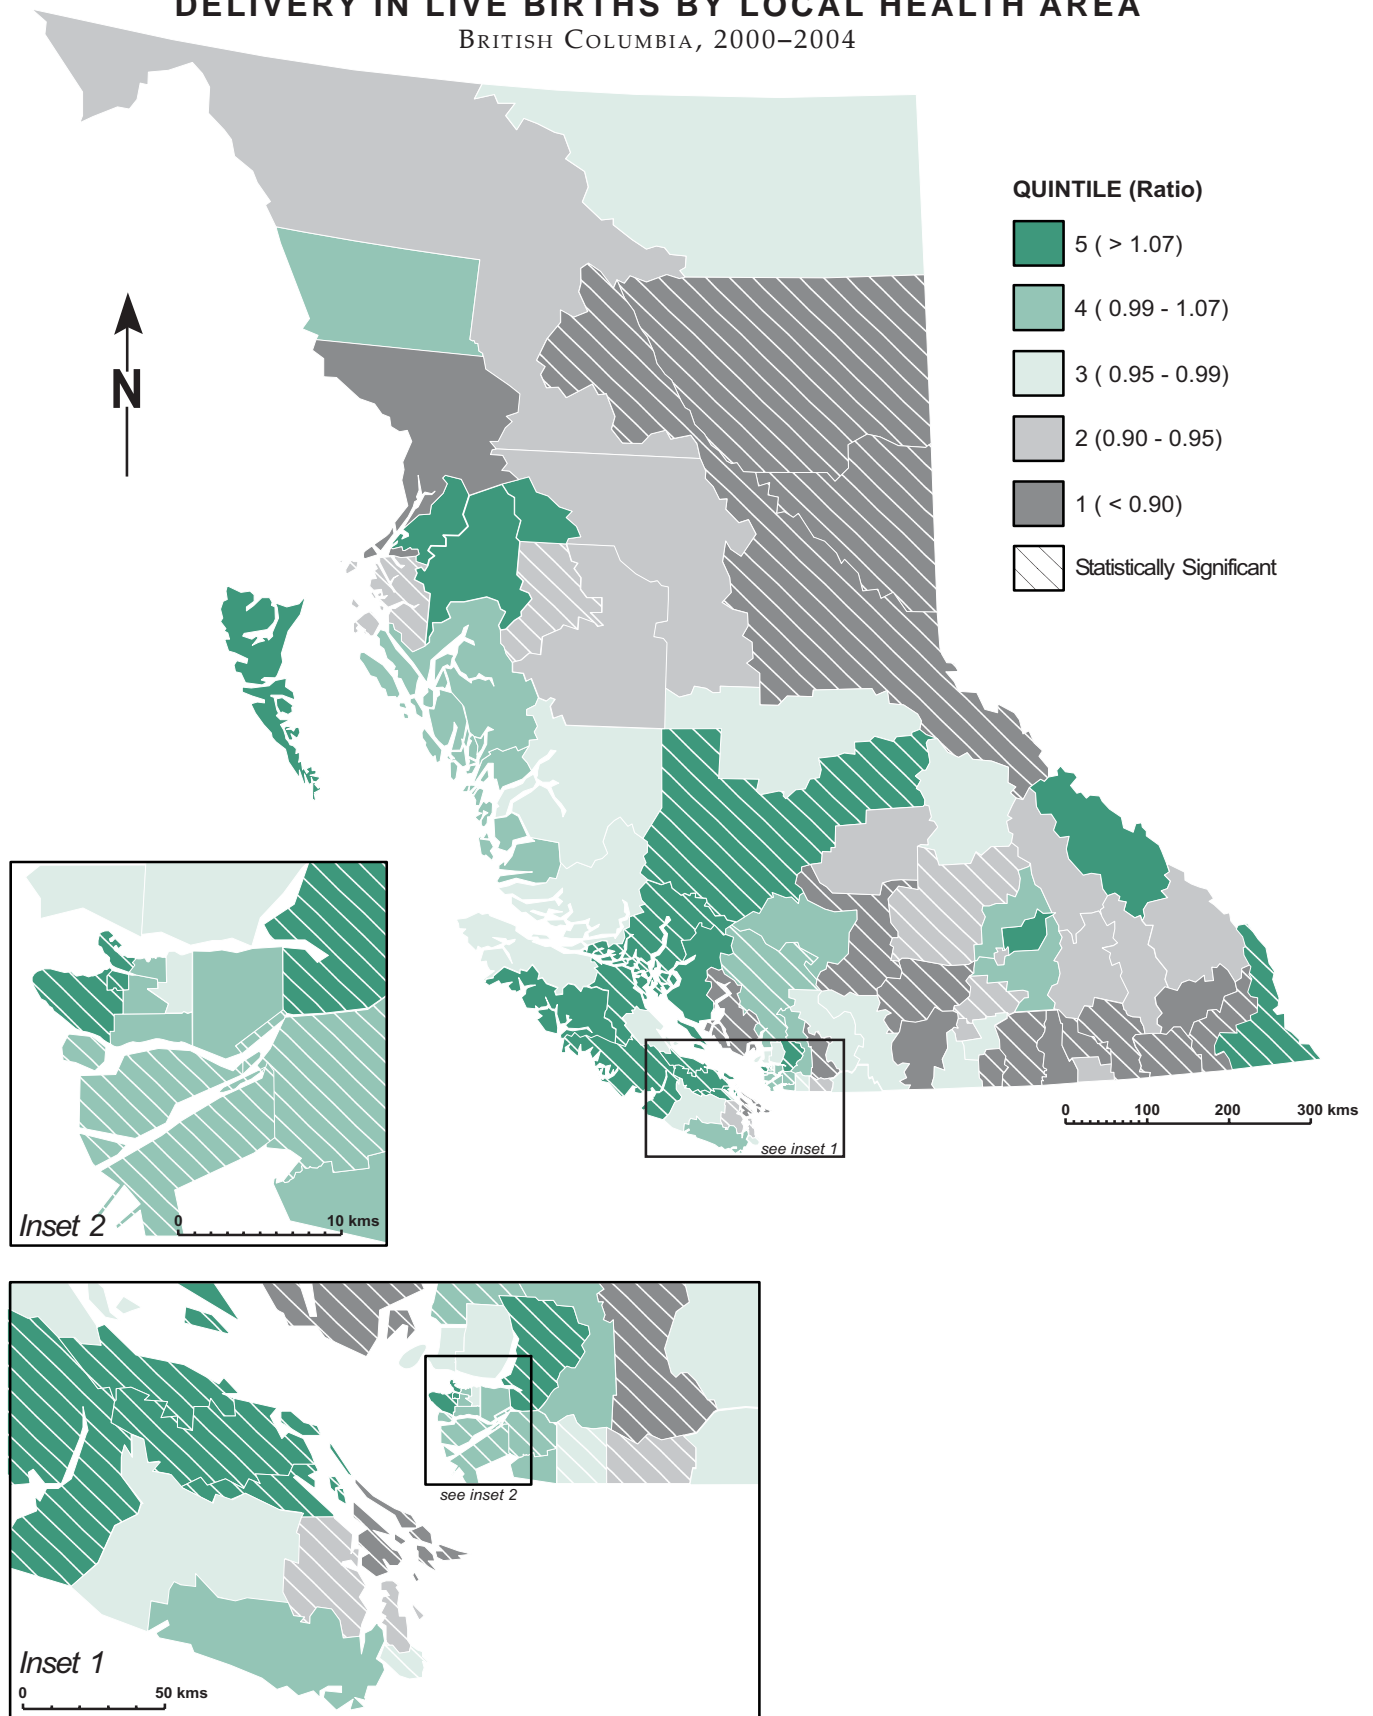 DELIVERY IN LIVE BIRTHS BY LOCAL HEALTH AREA
BRITISH COLUMBIA, 2000–2004
QUINTILE (Ratio)
5 ( > 1.07)
4 ( 0.99 - 1.07)
3 ( 0.95 - 0.99)
2 (0.90 - 0.95)
1 ( < 0.90)
Statistically Significant
N
0 100 200 300 kms
see inset 1
Inset 2
0 10 kms
see inset 2
Inset 1
0 50 kms